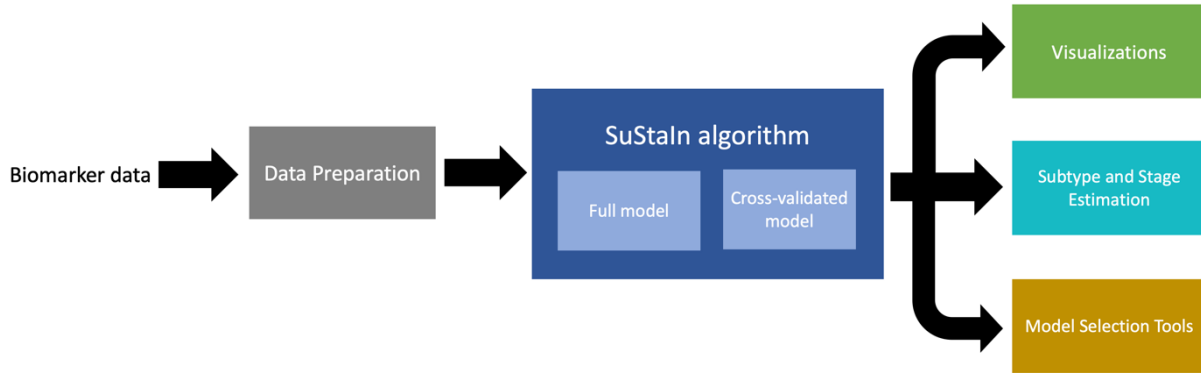 Biomarker data
Data Preparation
SuStaIn algorithm
Full model
Cross-validated
model
Visualizations
Subtype and Stage
Estimation
Model Selection Tools